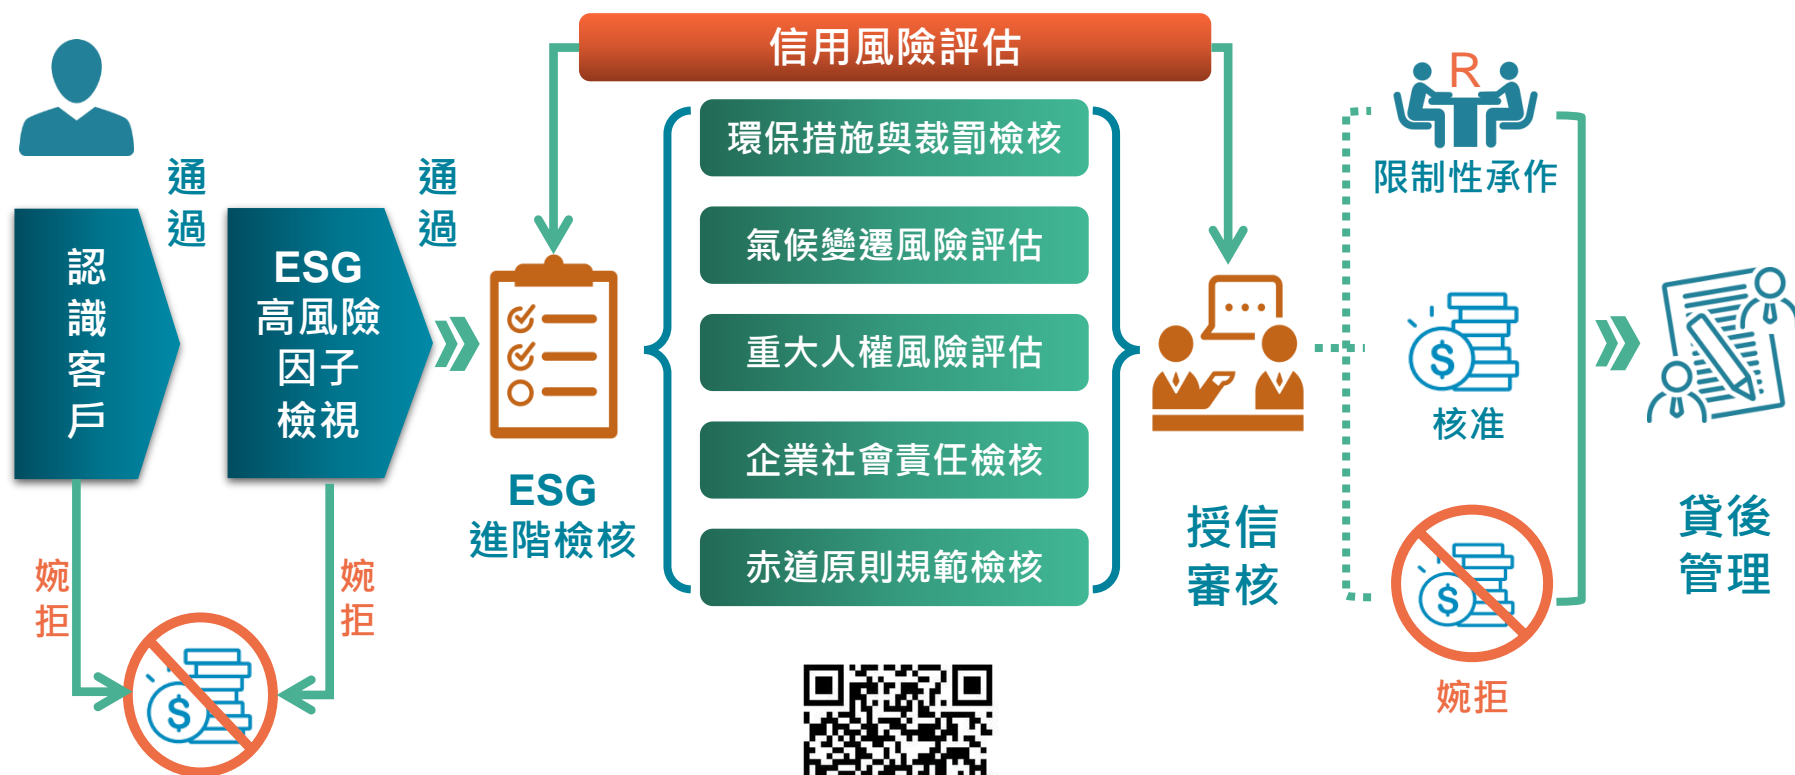 信用風險評估
通
過
認
識
客
戶
通
過
ESG
高風險
因子
檢視
婉
拒
婉
拒
ESG
進階檢核
環保措施與裁罰檢核
氣候變遷風險評估
重大人權風險評估
企業社會責任檢核
赤道原則規範檢核
授信
審核
R
限制性承作
核准
婉拒
貸後
管理